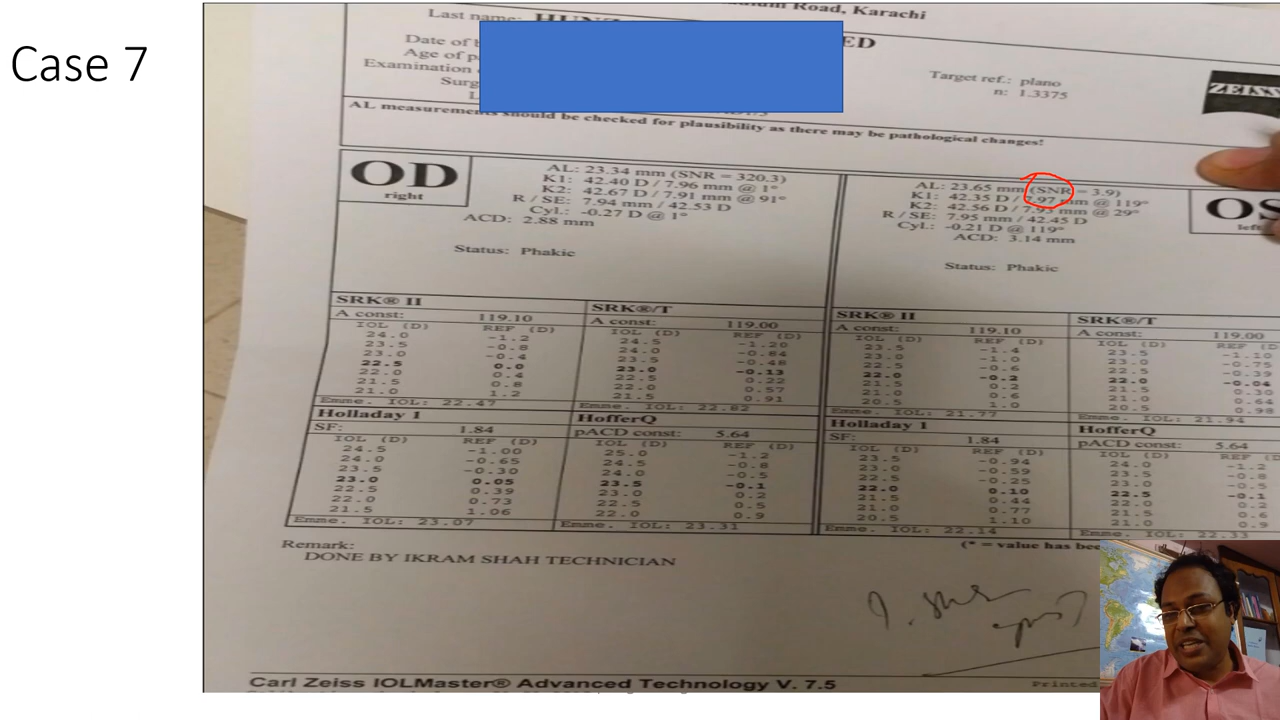 Case 7
Road, Karachi
Last name:
ED
Date of b
Age of p
Examination
Surg
L
Target ref.: plano
n: 1.3375
ZEISS
AL measurements should be checked for plausibility as there may be pathological changes!
OD
right
AL: 23.34 mm (SNR = 320.3)
K1: 42.40 D / 7.96 mm @ 1°
K2: 42.67 D / 7.91 mm @ 91°
R / SE: 7.94 mm / 42.53 D
Cyl.: -0.27 D @ 1°
ACD: 2.88 mm
Status: Phakic
AL: 23.65 mm (SNR = 3.9)
K1: 42.35 D / 7.97 mm @ 119°
K2: 42.56 D / 7.93 mm @ 29°
R / SE: 7.95 mm / 42.45 D
Cyl.: -0.21 D @ 119°
ACD: 3.14 mm
Status: Phakic
OS
left
SRK® II
A const: 119.10
IOL (D) REF (D)
24.0 -1.2
23.5 -0.8
23.0 -0.4
22.5 0.0
22.0 0.4
21.5 0.8
21.0 1.2
Emme. IOL: 22.47
SRK®/T
A const: 119.00
IOL (D) REF (D)
24.5 -1.20
24.0 -0.84
23.5 -0.48
23.0 -0.13
22.5 0.22
22.0 0.57
21.5 0.91
Emme. IOL: 22.82
SRK® II
A const: 119.10
IOL (D) REF (D)
23.5 -1.4
23.0 -1.0
22.5 -0.6
22.0 -0.2
21.5 0.2
21.0 0.6
20.5 1.0
Emme. IOL: 21.77
SRK®/T
A const: 119.00
IOL (D) REF (D)
23.5 -1.10
23.0 -0.75
22.5 -0.39
22.0 -0.04
21.5 0.30
21.0 0.64
20.5 0.98
Emme. IOL: 21.94
Holladay 1
SF: 1.84
IOL (D) REF (D)
24.5 -1.00
24.0 -0.65
23.5 -0.30
23.0 0.05
22.5 0.39
22.0 0.73
21.5 1.06
Emme. IOL: 23.07
HofferQ
pACD const: 5.64
IOL (D) REF (D)
25.0 -1.2
24.5 -0.8
24.0 -0.5
23.5 -0.1
23.0 0.2
22.5 0.5
22.0 0.9
Emme. IOL: 23.31
Holladay 1
SF: 1.84
IOL (D) REF (D)
23.5 -0.94
23.0 -0.59
22.5 -0.25
22.0 0.10
21.5 0.44
21.0 0.77
20.5 1.10
Emme. IOL: 22.14
HofferQ
pACD const: 5.64
IOL (D) REF (D)
24.0 -1.2
23.5 -0.8
23.0 -0.5
22.5 -0.1
22.0 0.2
21.5 0.6
21.0 0.9
Emme. IOL: 22.33
(* = value has bee
Remark:
DONE BY IKRAM SHAH TECHNICIAN
Carl Zeiss IOLMaster® Advanced Technology V. 7.5
Printed